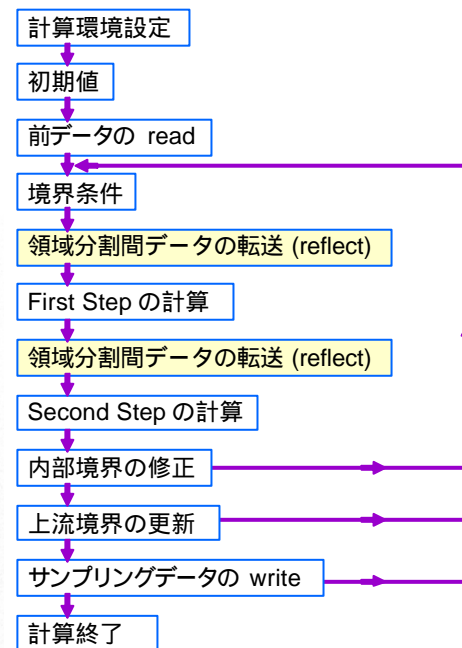 計算環境設定
初期値
前データの read
境界条件
領域分割間データの転送 (reflect)
First Step の計算
領域分割間データの転送 (reflect)
Second Step の計算
内部境界の修正
上流境界の更新
サンプリングデータの write
計算終了